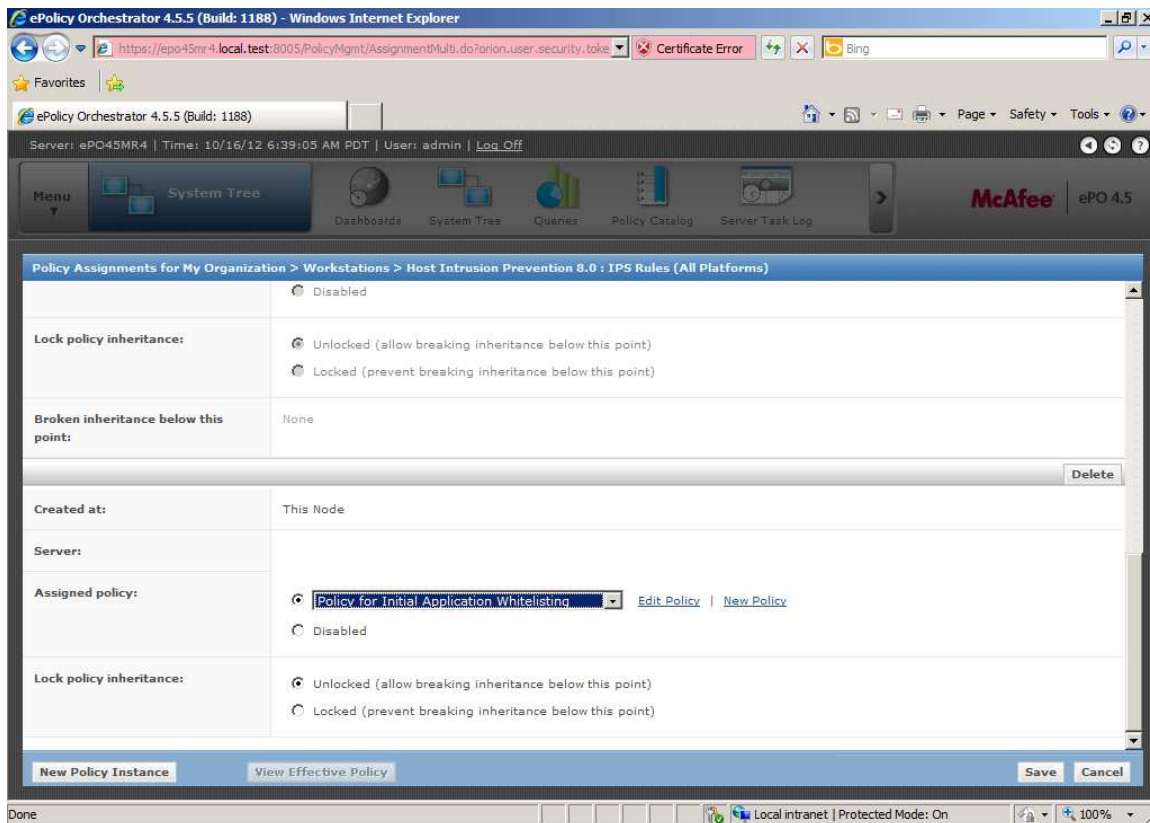 ePolicy Orchestrator 4.5.5 (Build: 1188) - Windows Internet Explorer
https://epo45mr4.local.test:8005/PolicyMgmt/AssignmentMulti.do?orion.user.security.toke
Certificate Error
Bing
Favorites
ePolicy Orchestrator 4.5.5 (Build: 1188)
Page Safety Tools
Server: ePO45MR4 | Time: 10/16/12 6:39:05 AM PDT | User: admin | Log Off
Menu
System Tree
Dashboards
System Tree
Queries
Policy Catalog
Server Task Log
>
McAfee
ePO 4.5
Policy Assignments for My Organization > Workstations > Host Intrusion Prevention 8.0 : IPS Rules (All Platforms)
Disabled
Lock policy inheritance:
Unlocked (allow breaking inheritance below this point)
Locked (prevent breaking inheritance below this point)
Broken inheritance below this
point:
None
Delete
Created at:
This Node
Server:
Assigned policy:
Policy for Initial Application Whitelisting
Edit Policy | New Policy
Disabled
Lock policy inheritance:
Unlocked (allow breaking inheritance below this point)
Locked (prevent breaking inheritance below this point)
New Policy Instance
View Effective Policy
Save
Cancel
Done
Local intranet | Protected Mode: On
100%